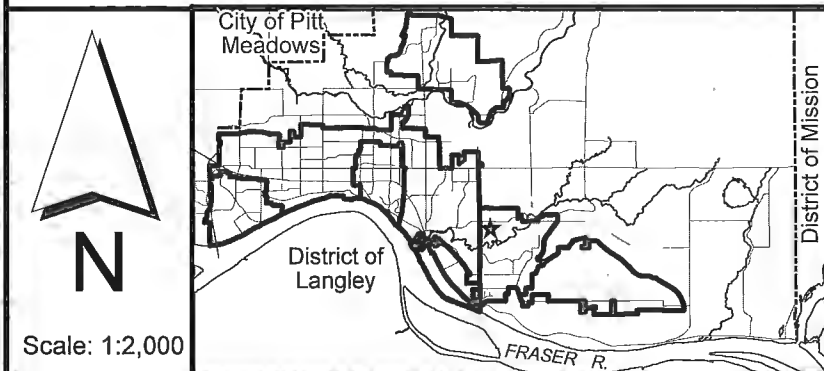 City of Pitt
Meadows
District of Mission
District of
Langley
N
Scale: 1:2,000
FRASER R.